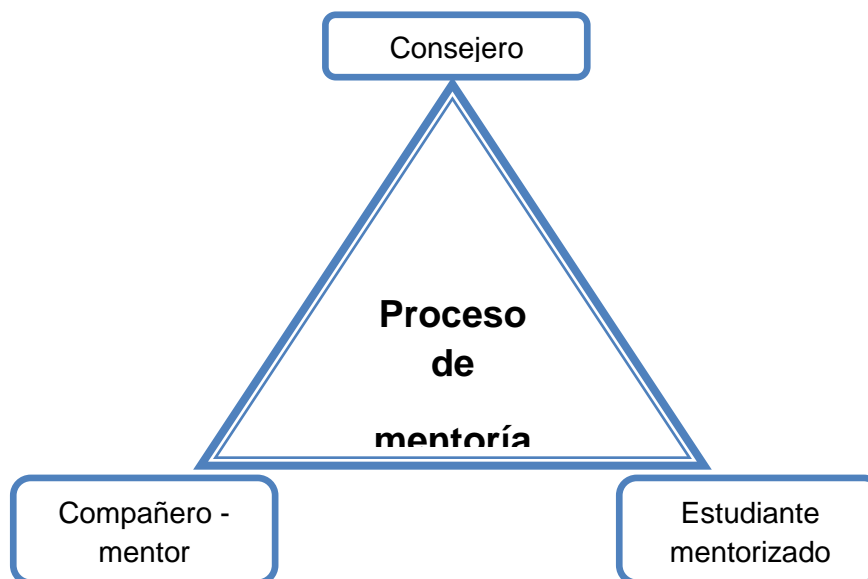 Consejero
Proceso
de
mentoría
Compañero -
mentor
Estudiante
mentorizado